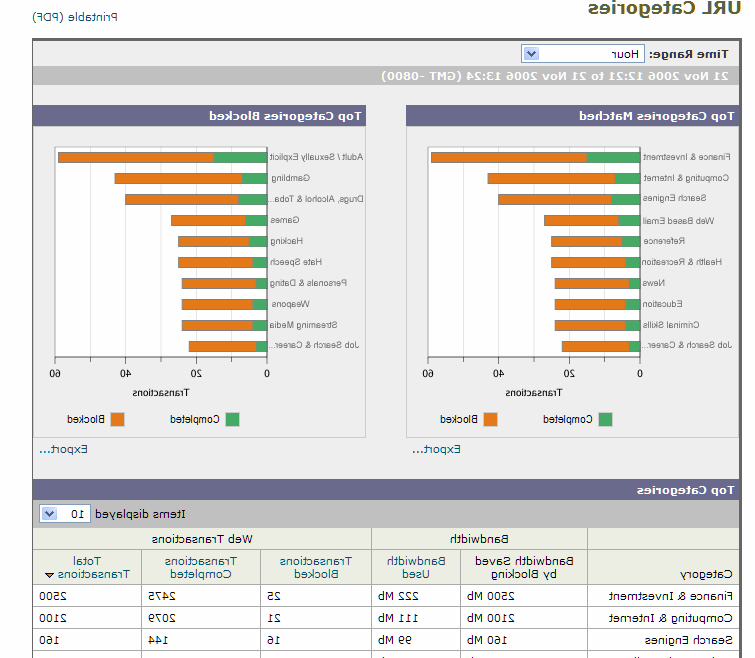 URL Categories
Printable (PDF)
Time Range: Hour
21 Nov 2006 12:21 to 21 Nov 2006 13:24 (GMT -0800)
Top Categories Matched
Finance & Investment
Computing & Internet
Search Engines
Web Based Email
Reference
Health & Recreation
News
Education
Criminal Skills
Job Search & Career...
0 20 40 60
Transactions
Completed Blocked
Export...
Top Categories Blocked
Adult / Sexually Explicit
Gambling
Drugs, Alcohol & Toba...
Games
Hacking
Hate Speech
Personals & Dating
Weapons
Streaming Media
Job Search & Career...
0 20 40 60
Transactions
Completed Blocked
Export...
Top Categories
Items displayed 10
Bandwidth Web Transactions
Category Bandwidth Saved by Blocking Bandwidth Used Transactions Blocked Transactions Completed Total Transactions
Finance & Investment 2500 Mb 222 Mb 25 2475 2500
Computing & Internet 2100 Mb 111 Mb 21 2079 2100
Search Engines 160 Mb 99 Mb 16 144 160